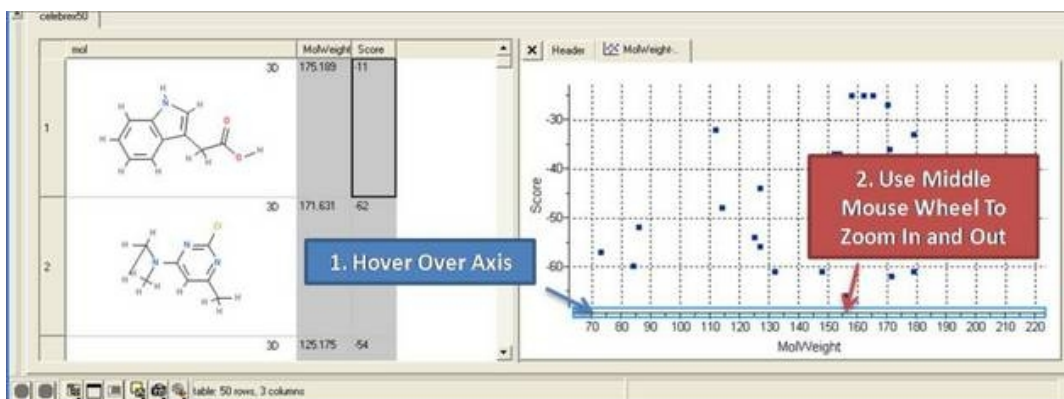 celebrex50
mol MolWeight Score
Header MolWeight-..
1 3D 175.189 -11
2 3D 171.631 -62
3D 125.175 -54
H
N
H
H
H
H
H
H
H
O
O
H
Cl
N
N
N
H
H
H
H
-30
-40
-50
-60
Score
1. Hover Over Axis
2. Use Middle
Mouse Wheel To
Zoom In and Out
70 80 90 100 110 120 130 140 150 160 170 180 190 200 210 220
MolWeight
table: 50 rows, 3 columns